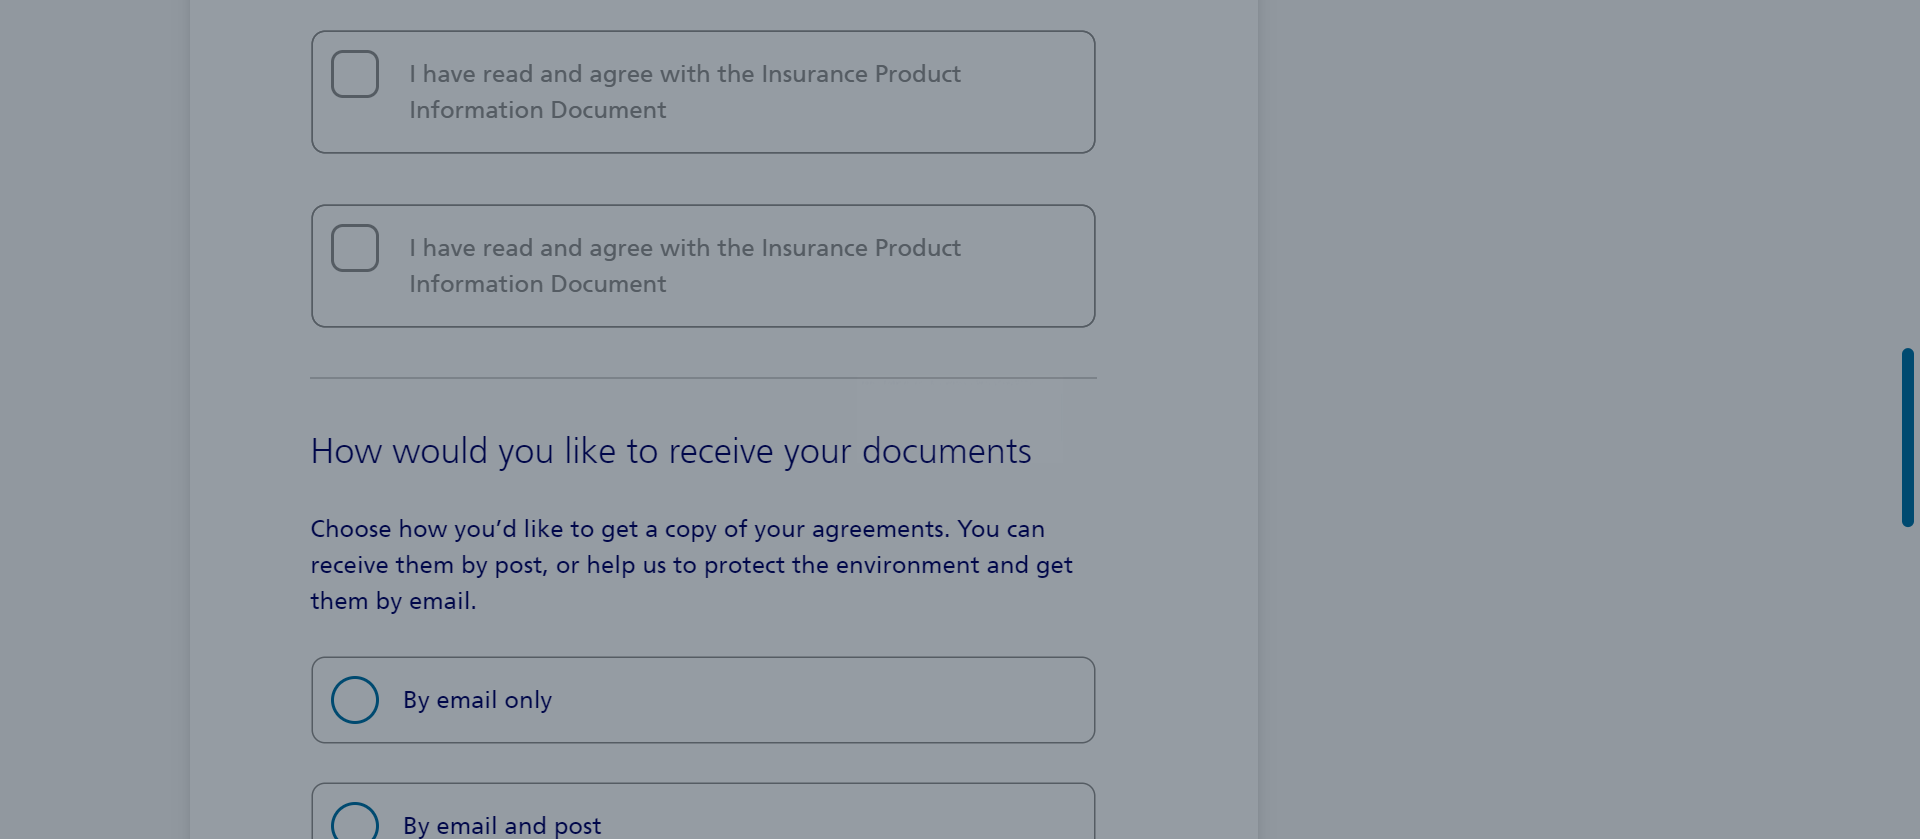 I have read and agree with the Insurance Product
Information Document
I have read and agree with the Insurance Product
Information Document
How would you like to receive your documents
Choose how you’d like to get a copy of your agreements. You can
receive them by post, or help us to protect the environment and get
them by email.
By email only
By email and post